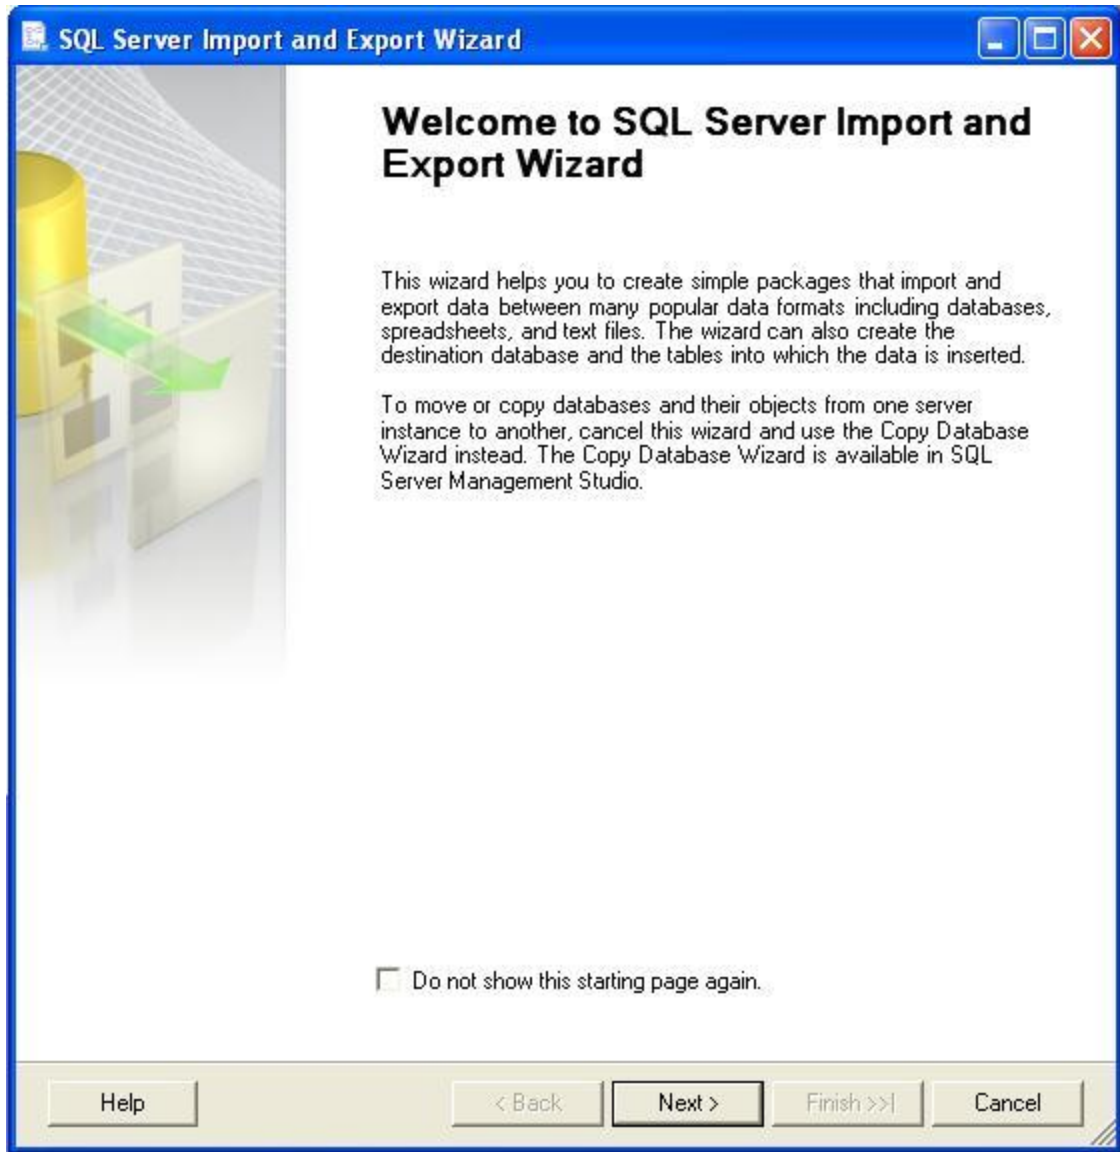 SQL Server Import and Export Wizard
Welcome to SQL Server Import and
Export Wizard
This wizard helps you to create simple packages that import and
export data between many popular data formats including databases,
spreadsheets, and text files. The wizard can also create the
destination database and the tables into which the data is inserted.
To move or copy databases and their objects from one server
instance to another, cancel this wizard and use the Copy Database
Wizard instead. The Copy Database Wizard is available in SQL
Server Management Studio.
Do not show this starting page again.
Help
< Back
Next >
Finish >>|
Cancel